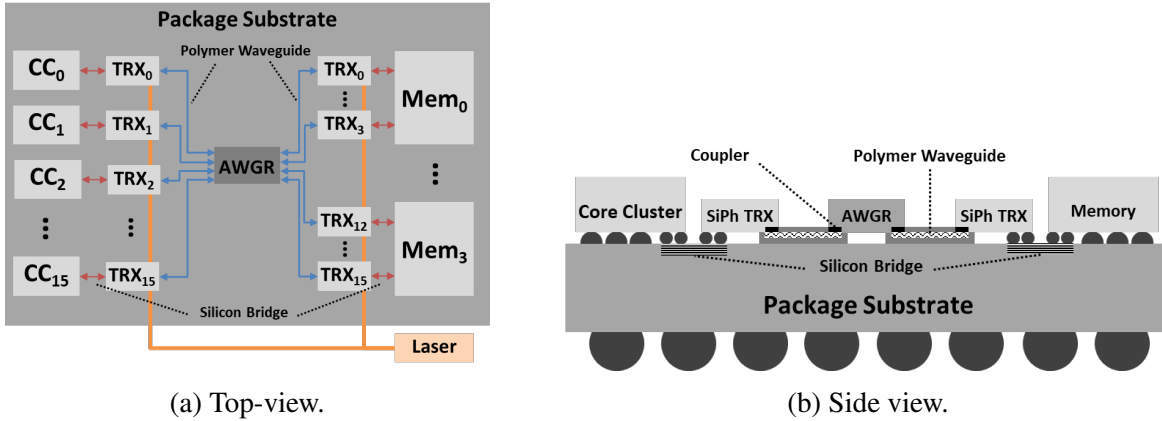 Package Substrate
Polymer Waveguide
CC0
TRX0
TRX0
Mem0
CC1
TRX1
TRX3
AWGR
CC2
TRX2
TRX12
Mem3
CC15
TRX15
TRX15
Silicon Bridge
Laser
(a) Top-view.
Coupler
Polymer Waveguide
Core Cluster
SiPh TRX
AWGR
SiPh TRX
Memory
Silicon Bridge
Package Substrate
(b) Side view.